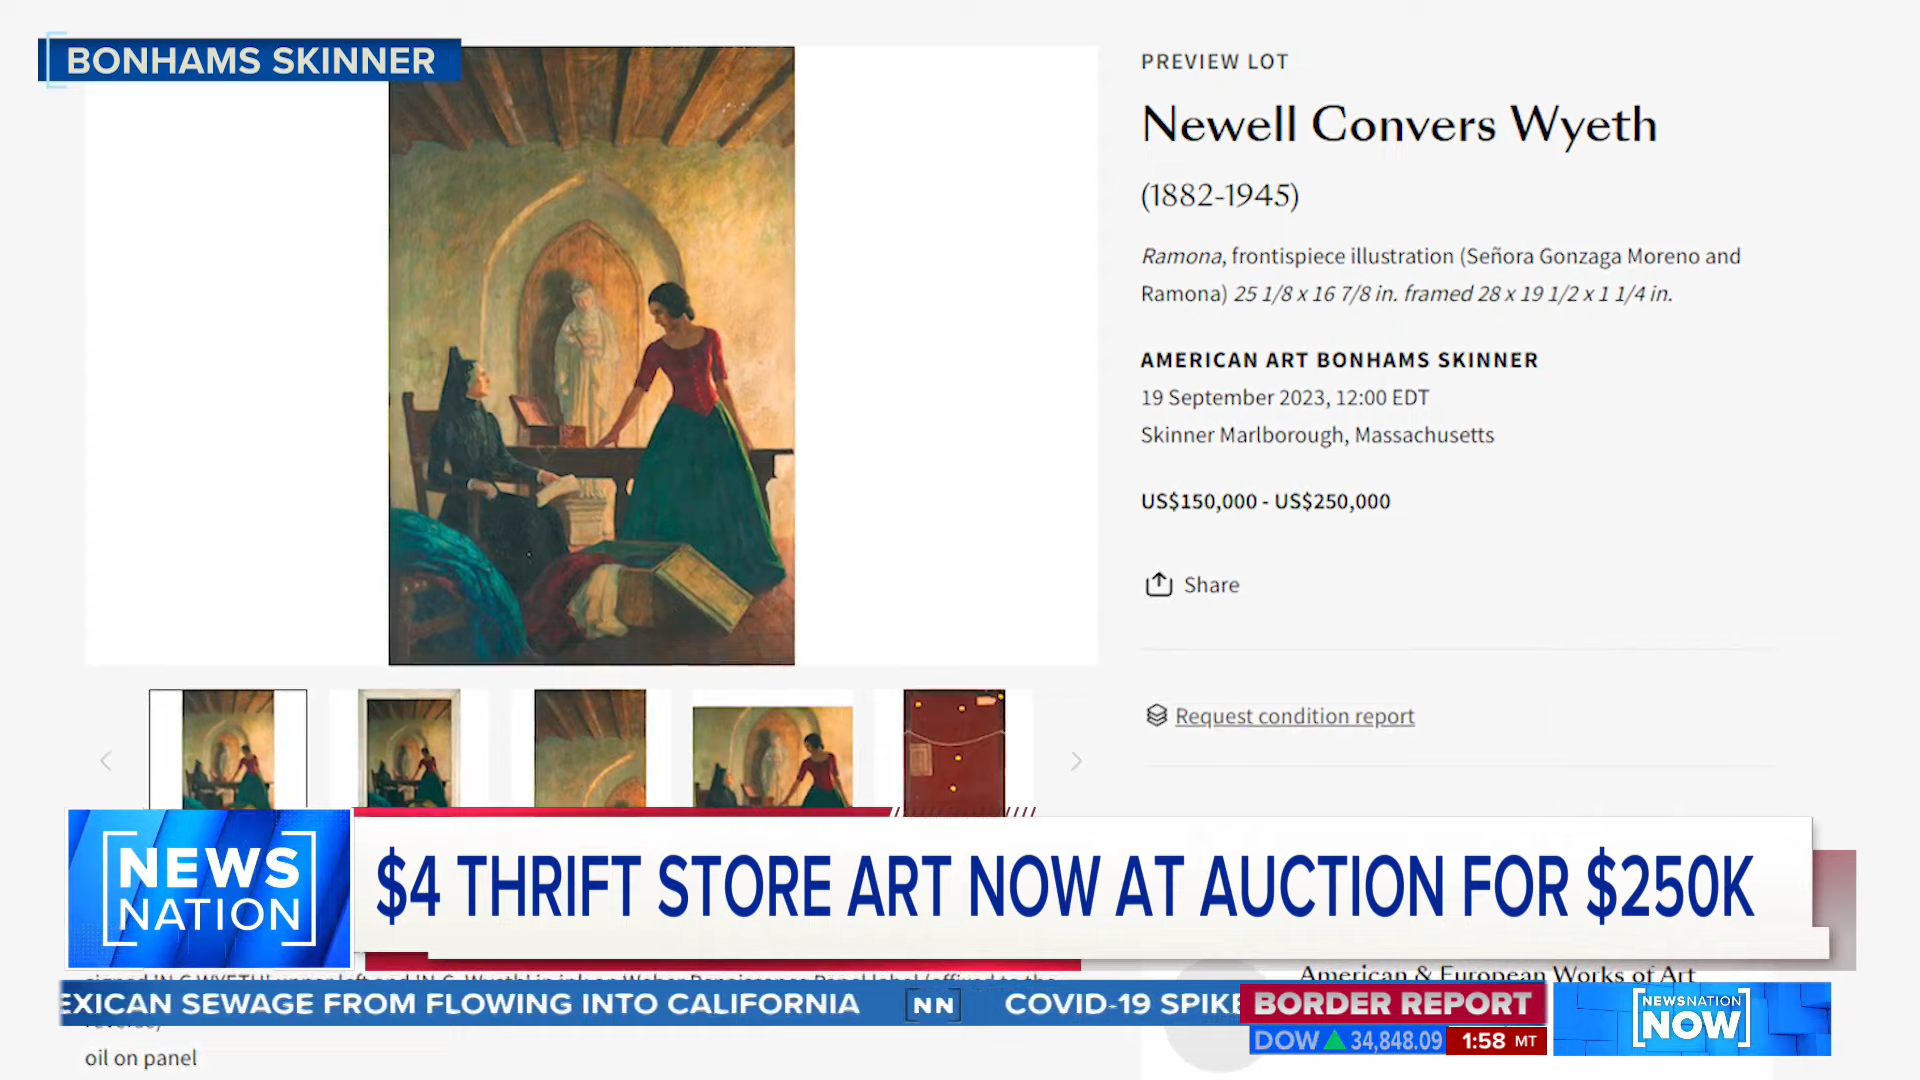 BONHAMS SKINNER
PREVIEW LOT
Newell Convers Wyeth
(1882-1945)
Ramona, frontispiece illustration (Señora Gonzaga Moreno and
Ramona) 25 1/8 x 16 7/8 in. framed 28 x 19 1/2 x 1 1/4 in.
AMERICAN ART BONHAMS SKINNER
19 September 2023, 12:00 EDT
Skinner Marlborough, Massachusetts
US$150,000 - US$250,000
Share
Request condition report
NEWS
NATION
$4 THRIFT STORE ART NOW AT AUCTION FOR $250K
American & European Works of Art
EXICAN SEWAGE FROM FLOWING INTO CALIFORNIA NN COVID-19 SPIKE
BORDER REPORT
DOW 34,848.09 1:58 MT
NEWSNATION
NOW
oil on panel